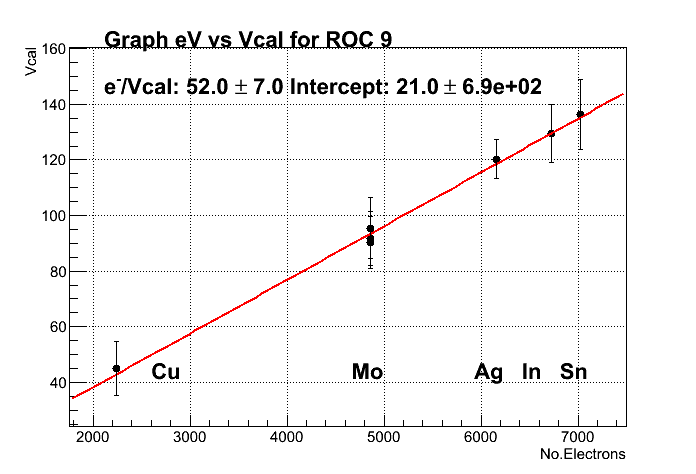 Graph eV vs Vcal for ROC 9
e⁻/Vcal: 52.0 ± 7.0 Intercept: 21.0 ± 6.9e+02
Vcal
160
140
120
100
80
60
40
Cu Mo Ag In Sn
2000 3000 4000 5000 6000 7000
No.Electrons